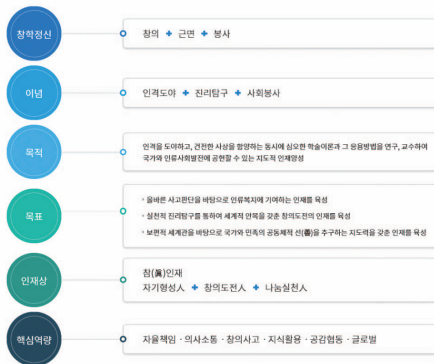 창학정신
창의 + 근면 + 봉사
이념
인격도야 + 진리탐구 + 사회봉사
목적
인격을 도야하고, 건전한 사상을 함양하는 동시에 심오한 학술이론과 그 응용방법을 연구, 교수하여
국가와 인류사회발전에 공헌할 수 있는 지도적 인재양성
목표
· 올바른 사고판단을 바탕으로 인류복지에 기여하는 인재를 육성
· 실천적 진리탐구를 통하여 세계적 안목을 갖춘 창의도전의 인재를 육성
· 보편적 세계관을 바탕으로 국가와 민족의 공동체적 선(善)을 추구하는 지도력을 갖춘 인재를 육성
인재상
참(眞)인재
자기형성人 + 창의도전人 + 나눔실천人
핵심역량
자율책임 · 의사소통 · 창의사고 · 지식활용 · 공감협동 · 글로벌